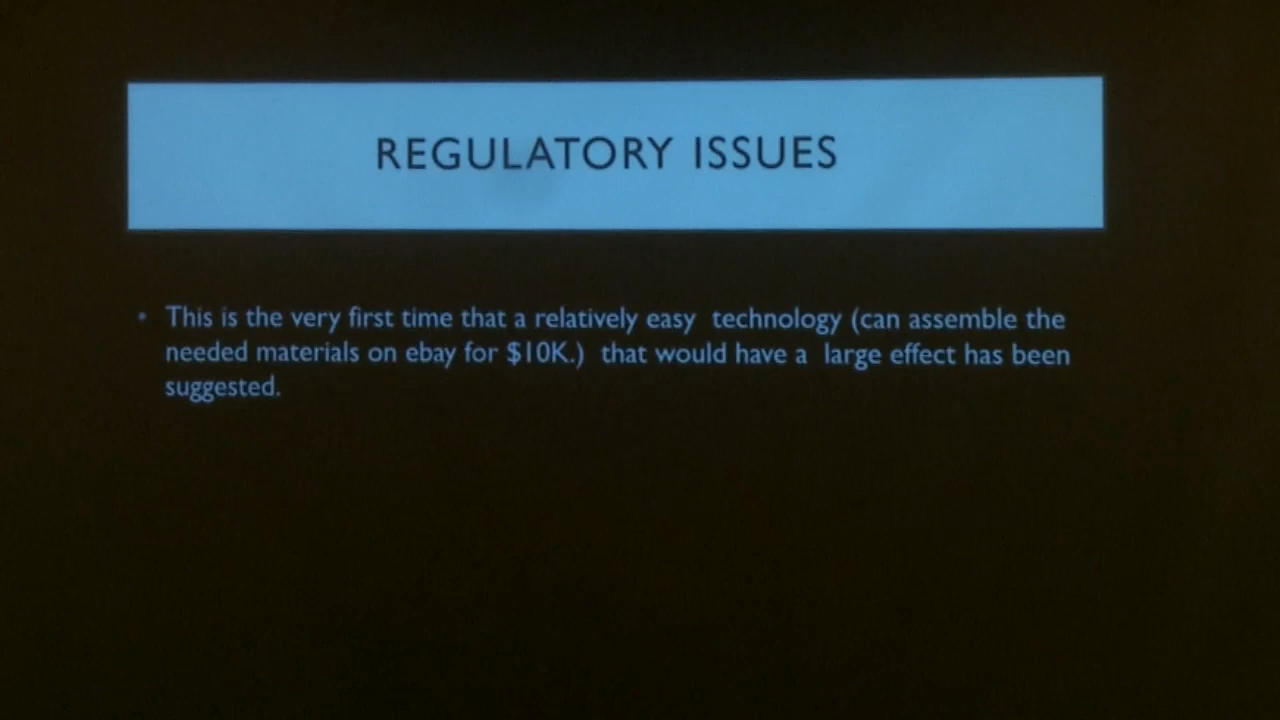 REGULATORY ISSUES
• This is the very first time that a relatively easy  technology (can assemble the
needed materials on ebay for $10K.)  that would have a  large effect has been
suggested.